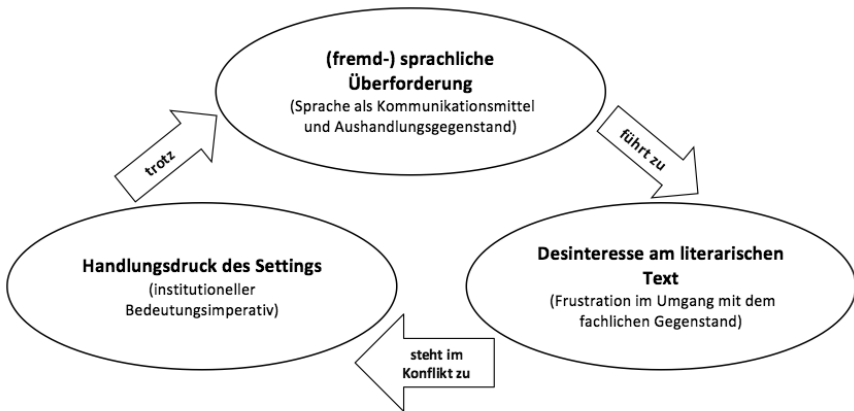 (fremd-) sprachliche
Überforderung
(Sprache als Kommunikationsmittel
und Aushandlungsgegenstand)
trotz
führt zu
Handlungsdruck des Settings
(institutioneller
Bedeutungsimperativ)
Desinteresse am literarischen
Text
(Frustration im Umgang mit dem
fachlichen Gegenstand)
steht im
Konflikt zu